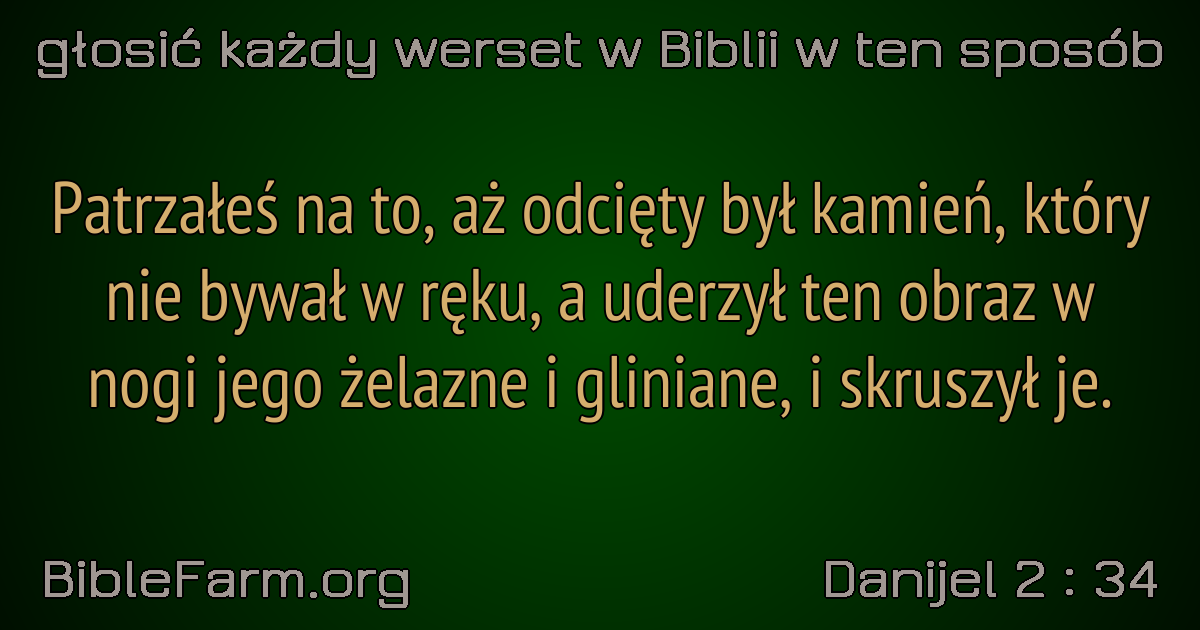 głosić każdy werset w Biblii w ten sposób
Patrzałeś na to, aż odcięty był kamień, który
nie bywał w ręku, a uderzył ten obraz w
nogi jego żelazne i gliniane, i skruszył je.
BibleFarm.org
Danijel 2 : 34